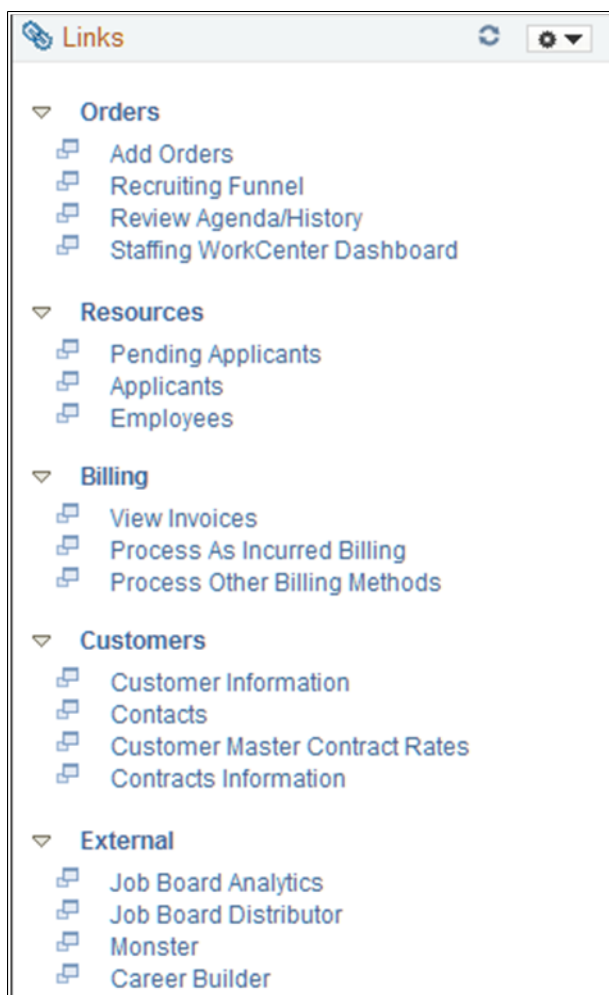 Links
Orders
Add Orders
Recruiting Funnel
Review Agenda/History
Staffing WorkCenter Dashboard
Resources
Pending Applicants
Applicants
Employees
Billing
View Invoices
Process As Incurred Billing
Process Other Billing Methods
Customers
Customer Information
Contacts
Customer Master Contract Rates
Contracts Information
External
Job Board Analytics
Job Board Distributor
Monster
Career Builder